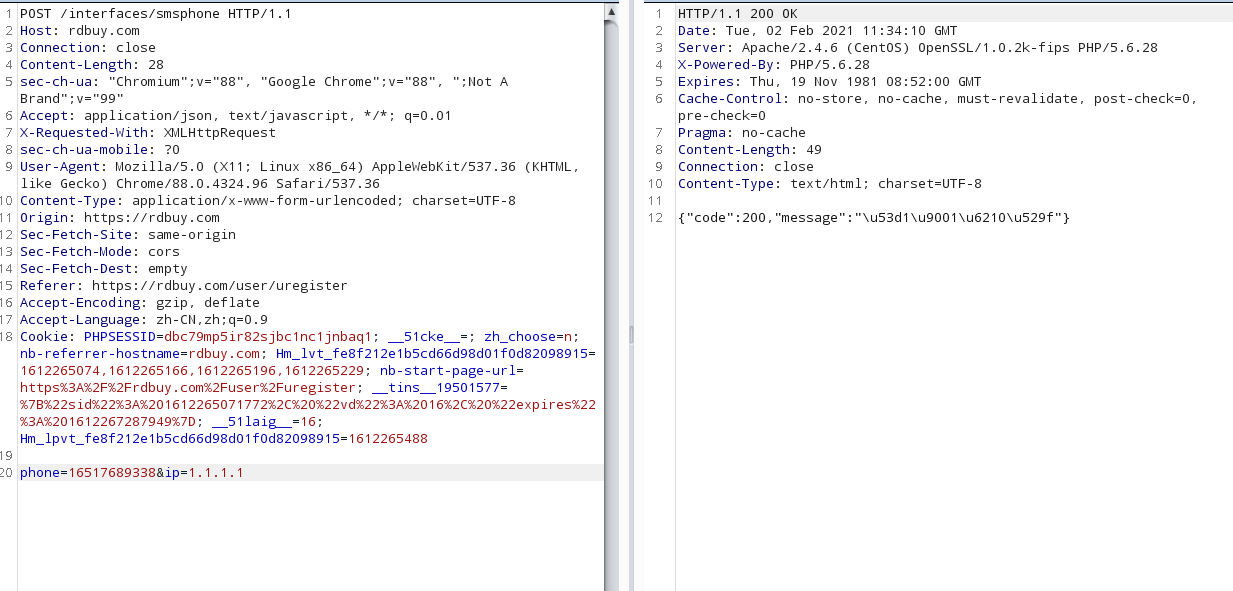 1 POST /interfaces/smsphone HTTP/1.1
2 Host: rdbuy.com
3 Connection: close
4 Content-Length: 28
5 sec-ch-ua: "Chromium";v="88", "Google Chrome";v="88", ";Not A
Brand";v="99"
6 Accept: application/json, text/javascript, */*; q=0.01
7 X-Requested-With: XMLHttpRequest
8 sec-ch-ua-mobile: ?0
9 User-Agent: Mozilla/5.0 (X11; Linux x86_64) AppleWebKit/537.36 (KHTML,
like Gecko) Chrome/88.0.4324.96 Safari/537.36
10 Content-Type: application/x-www-form-urlencoded; charset=UTF-8
11 Origin: https://rdbuy.com
12 Sec-Fetch-Site: same-origin
13 Sec-Fetch-Mode: cors
14 Sec-Fetch-Dest: empty
15 Referer: https://rdbuy.com/user/uregister
16 Accept-Encoding: gzip, deflate
17 Accept-Language: zh-CN,zh;q=0.9
18 Cookie: PHPSESSID=dbc79mp5ir82sjbc1nc1jnbaq1; __51cke__=; zh_choose=n;
nb-referrer-hostname=rdbuy.com; Hm_lvt_fe8f212e1b5cd66d98d01f0d82098915=
1612265074,1612265166,1612265196,1612265229; nb-start-page-url=
https%3A%2F%2Frdbuy.com%2Fuser%2Furegister; __tins__19501577=
%7B%22sid%22%3A%201612265071772%2C%20%22vd%22%3A%2016%2C%20%22expires%22
%3A%201612267287949%7D; __51laig__=16;
Hm_lpvt_fe8f212e1b5cd66d98d01f0d82098915=1612265488
19
20 phone=16517689338&ip=1.1.1.1
1 HTTP/1.1 200 OK
2 Date: Tue, 02 Feb 2021 11:34:10 GMT
3 Server: Apache/2.4.6 (CentOS) OpenSSL/1.0.2k-fips PHP/5.6.28
4 X-Powered-By: PHP/5.6.28
5 Expires: Thu, 19 Nov 1981 08:52:00 GMT
6 Cache-Control: no-store, no-cache, must-revalidate, post-check=0,
pre-check=0
7 Pragma: no-cache
8 Content-Length: 49
9 Connection: close
10 Content-Type: text/html; charset=UTF-8
11
12 {"code":200,"message":"\u53d1\u9001\u6210\u529f"}